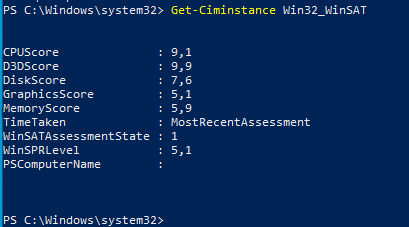 PS C:\Windows\system32> Get-Ciminstance Win32_WinSAT
CPUScore : 9,1
D3DScore : 9,9
DiskScore : 7,6
GraphicsScore : 5,1
MemoryScore : 5,9
TimeTaken : MostRecentAssessment
WinSATAssessmentState : 1
WinSPRLevel : 5,1
PSComputerName :
PS C:\Windows\system32>